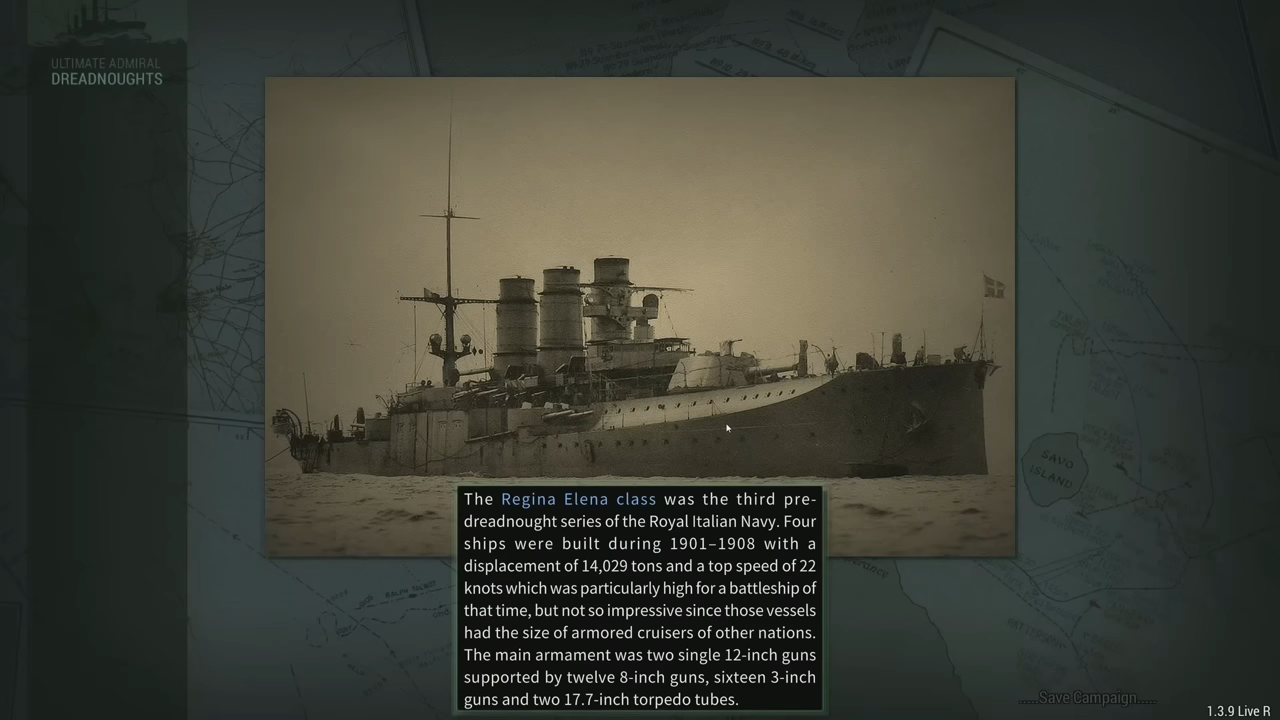 ULTIMATE ADMIRAL
DREADNOUGHTS
SAVO
ISLAND
The Regina Elena class was the third pre-
dreadnought series of the Royal Italian Navy. Four
ships were built during 1901–1908 with a
displacement of 14,029 tons and a top speed of 22
knots which was particularly high for a battleship of
that time, but not so impressive since those vessels
had the size of armored cruisers of other nations.
The main armament was two single 12-inch guns
supported by twelve 8-inch guns, sixteen 3-inch
guns and two 17.7-inch torpedo tubes.
RALPH TALBOT
.....Save Campaign.....
1.3.9 Live R